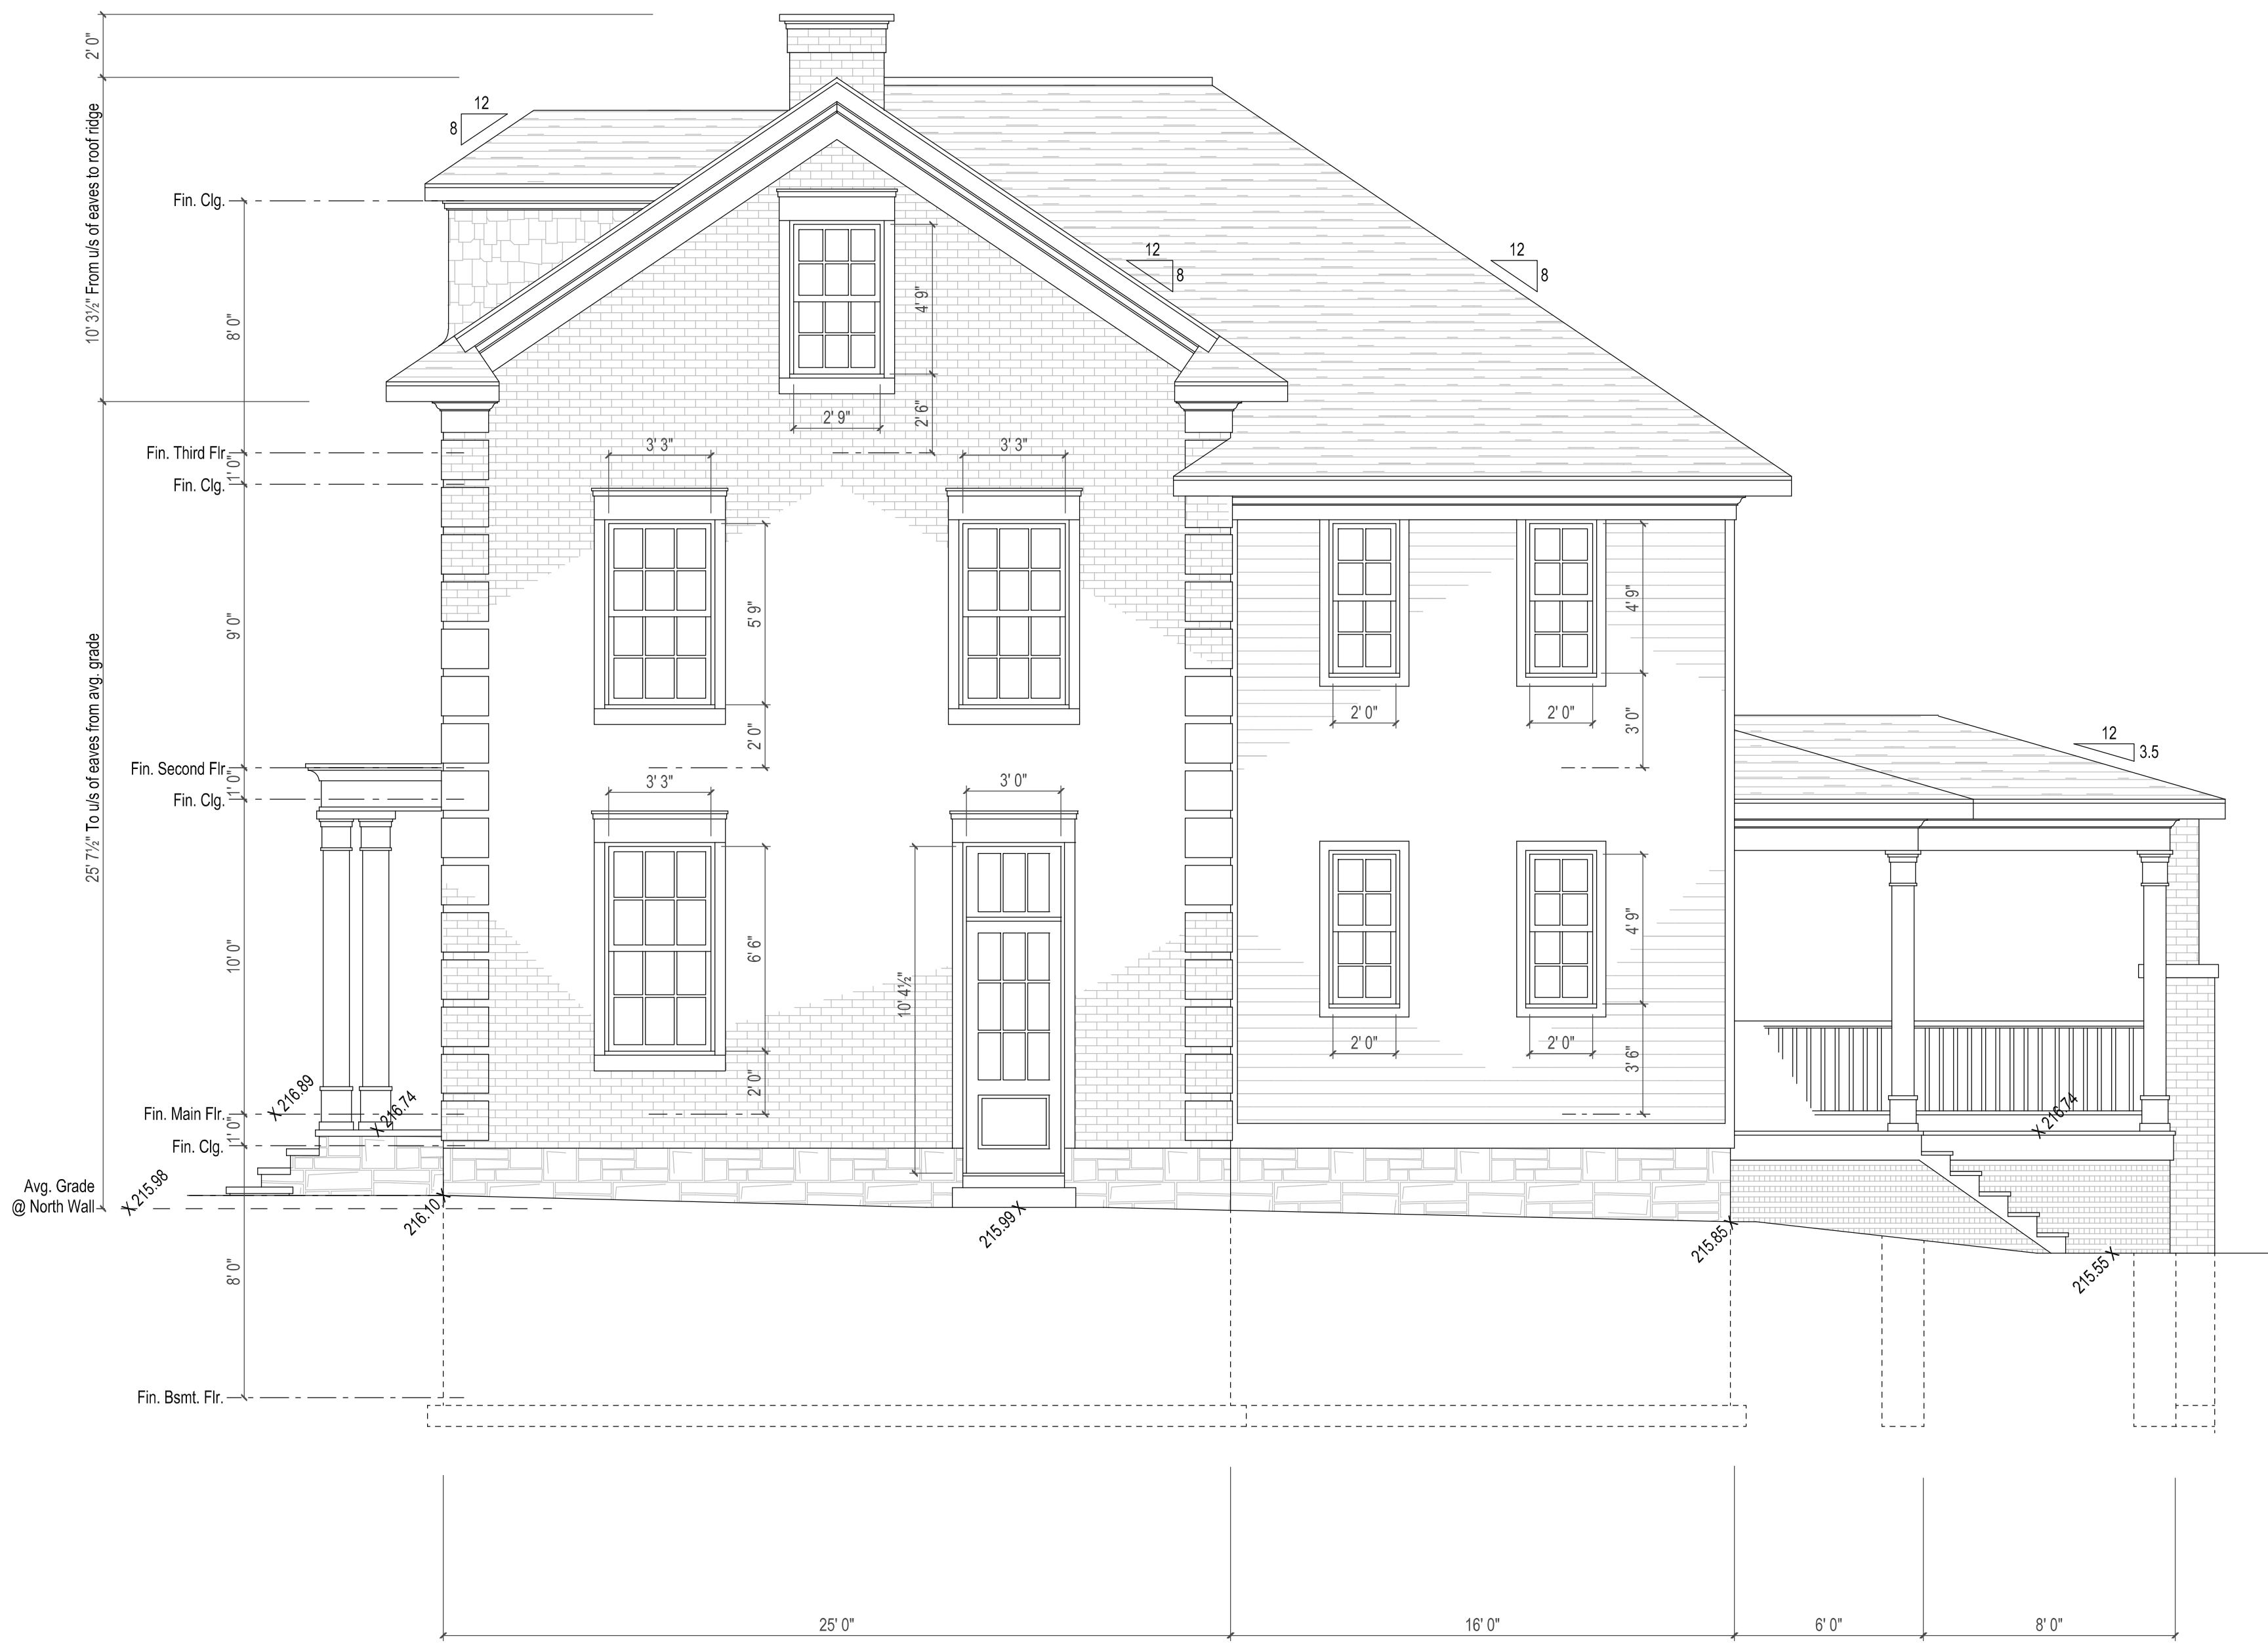 2' 0"
10' 3½" From u/s of eaves to roof ridge
25' 7½" To u/s of eaves from avg. grade
12
8
Fin. Clg.
8' 0"
Fin. Third Flr.
1' 0"
Fin. Clg.
9' 0"
Fin. Second Flr.
1' 0"
Fin. Clg.
10' 0"
Fin. Main Flr.
1' 0"
Fin. Clg.
Avg. Grade
@ North Wall
8' 0"
Fin. Bsmt. Flr.
X 216.89
X 216.74
X 215.98
216.10 X
4' 9"
2' 6"
2' 9"
12
8
12
8
3' 3"
3' 3"
5' 9"
2' 0"
3' 3"
3' 0"
6' 6"
2' 0"
10' 4½"
215.99 X
4' 9"
2' 0"
2' 0"
3' 0"
4' 9"
2' 0"
2' 0"
3' 6"
12
3.5
X 216.74
215.85 X
215.55 X
25' 0"
16' 0"
6' 0"
8' 0"